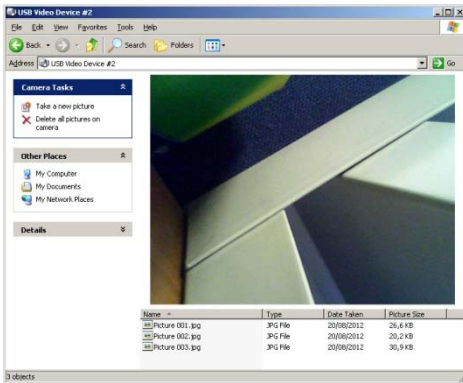 USB Video Device #2
File Edit View Favorites Tools Help
Back Search Folders
Address USB Video Device #2 Go
Camera Tasks
Take a new picture
Delete all pictures on
camera
Other Places
My Computer
My Documents
My Network Places
Details
Name Type Date Taken Picture Size
Picture 001.jpg JPG File 20/08/2012 26,6 KB
Picture 002.jpg JPG File 20/08/2012 20,2 KB
Picture 003.jpg JPG File 20/08/2012 30,9 KB
3 objects